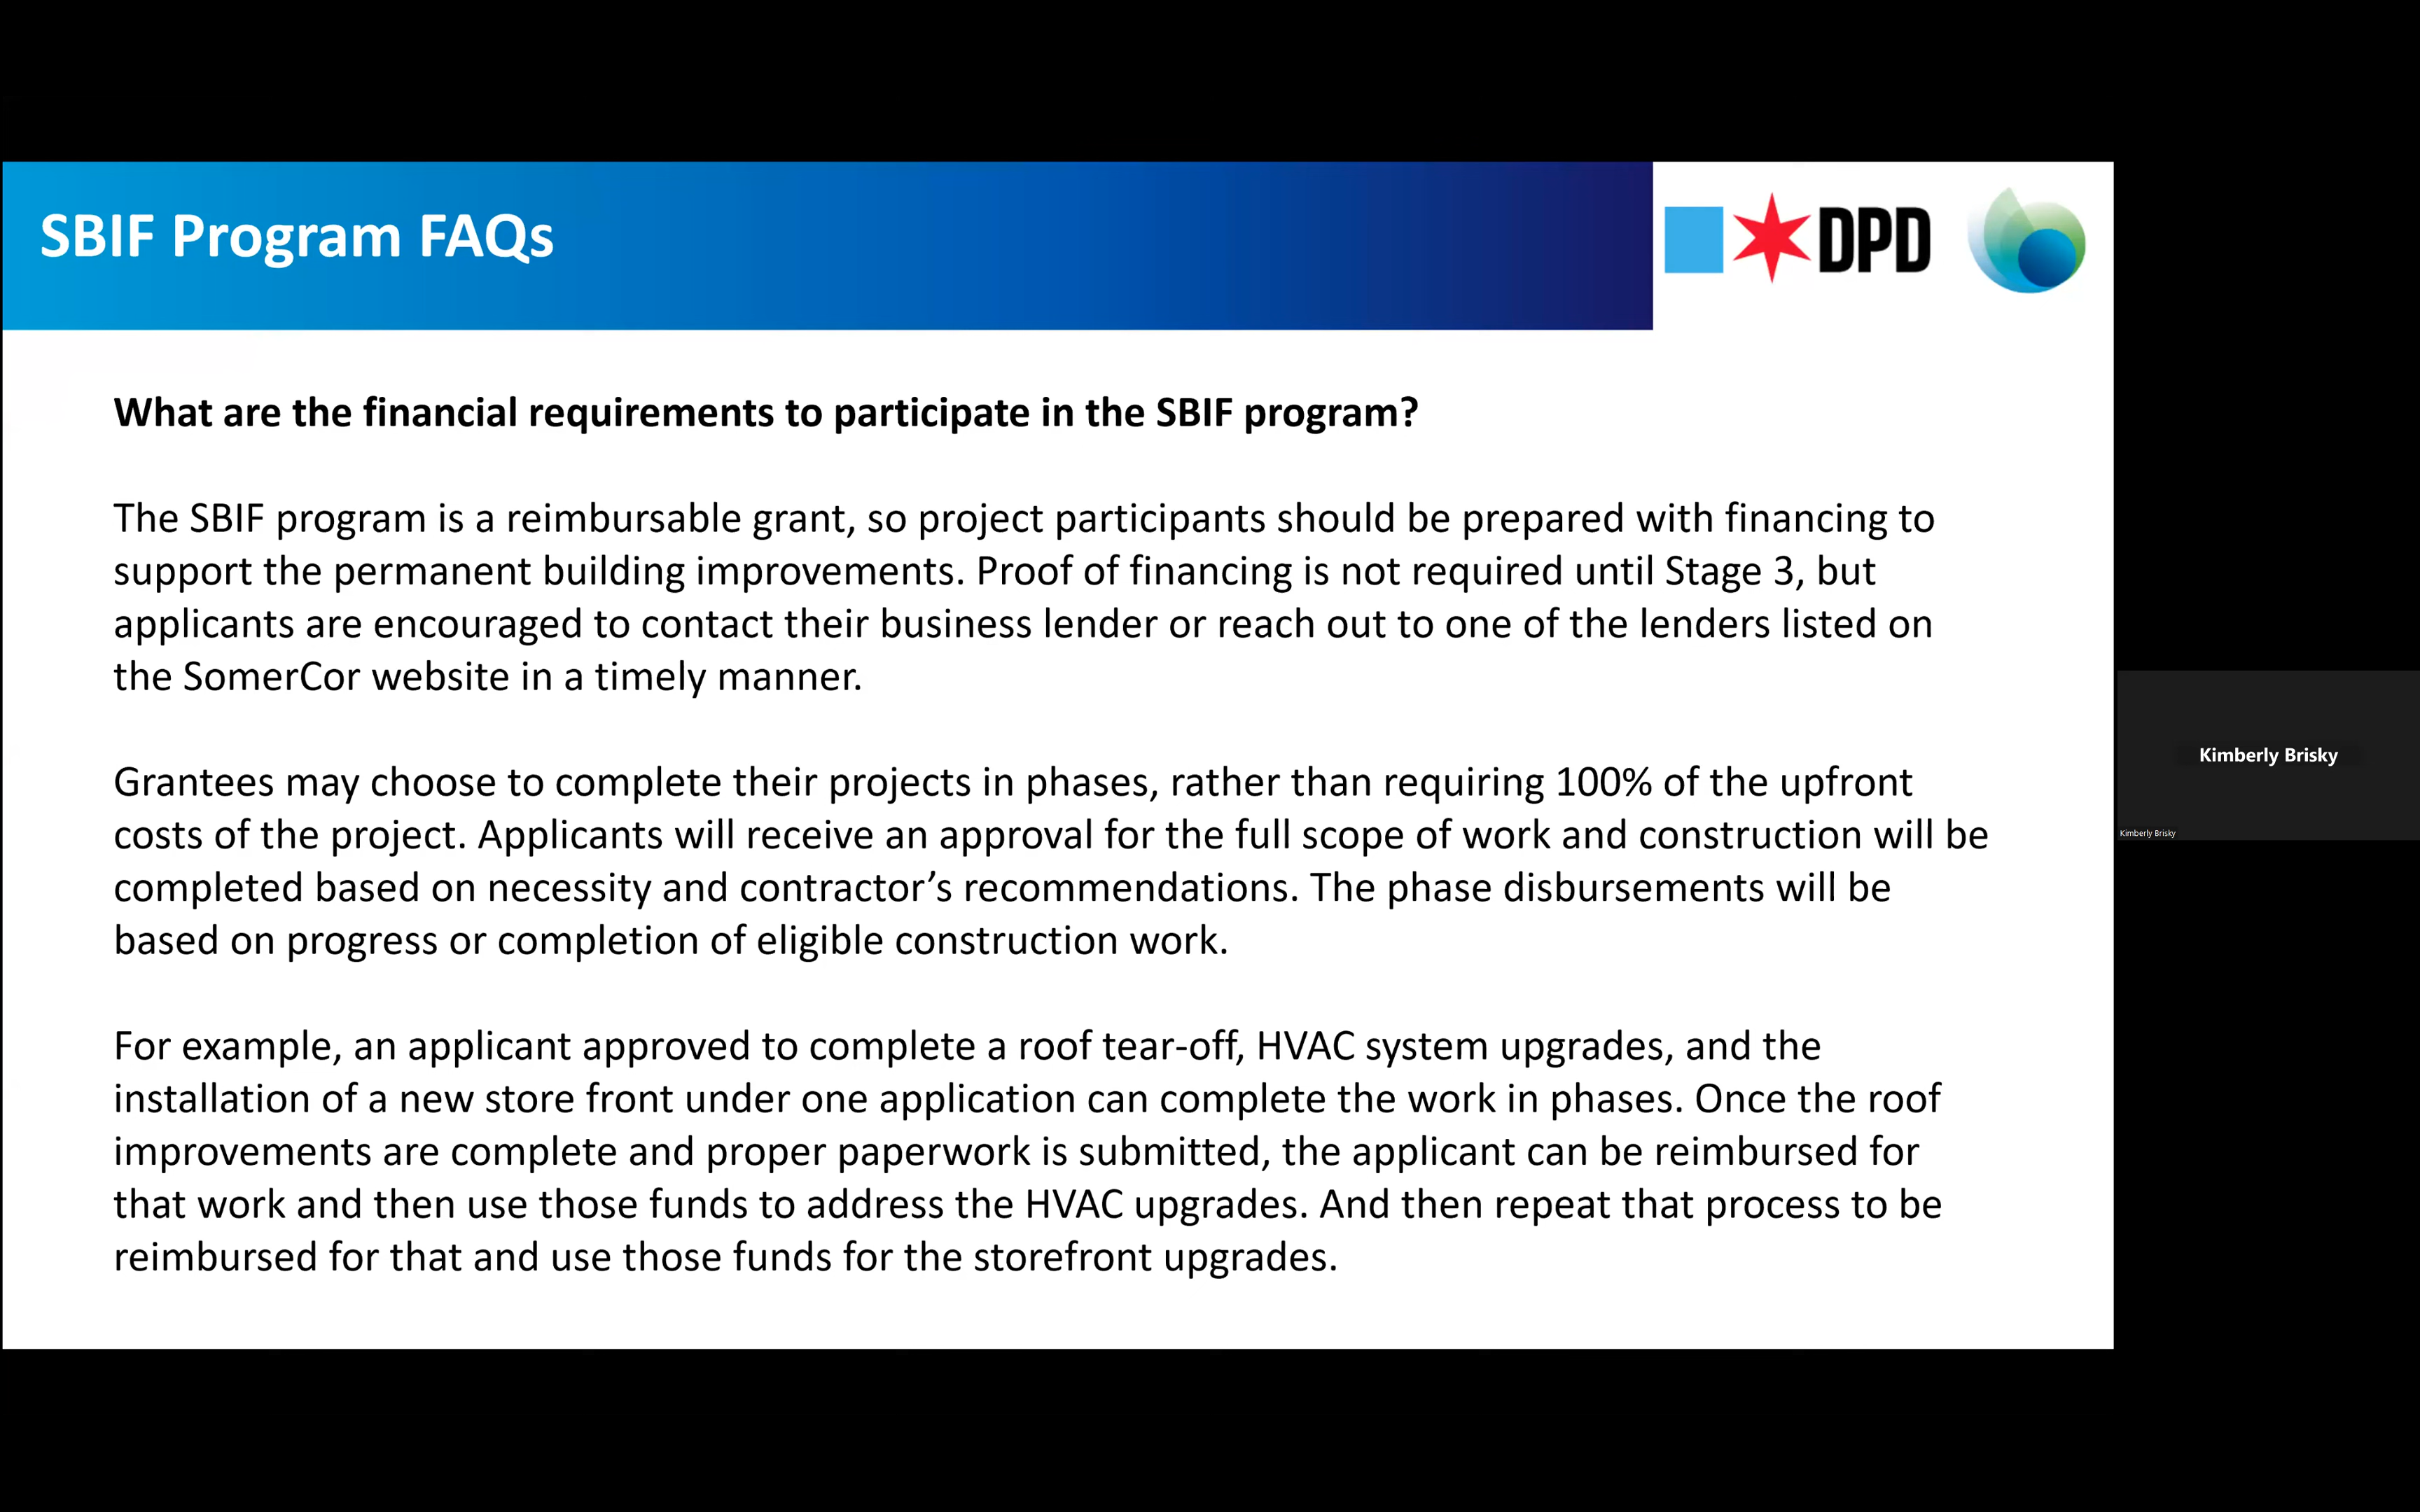 SBIF Program FAQs
DPD
What are the financial requirements to participate in the SBIF program?
The SBIF program is a reimbursable grant, so project participants should be prepared with financing to
support the permanent building improvements. Proof of financing is not required until Stage 3, but
applicants are encouraged to contact their business lender or reach out to one of the lenders listed on
the SomerCor website in a timely manner.
Grantees may choose to complete their projects in phases, rather than requiring 100% of the upfront
costs of the project. Applicants will receive an approval for the full scope of work and construction will be
completed based on necessity and contractor’s recommendations. The phase disbursements will be
based on progress or completion of eligible construction work.
For example, an applicant approved to complete a roof tear-off, HVAC system upgrades, and the
installation of a new store front under one application can complete the work in phases. Once the roof
improvements are complete and proper paperwork is submitted, the applicant can be reimbursed for
that work and then use those funds to address the HVAC upgrades. And then repeat that process to be
reimbursed for that and use those funds for the storefront upgrades.
Kimberly Brisky
Kimberly Brisky